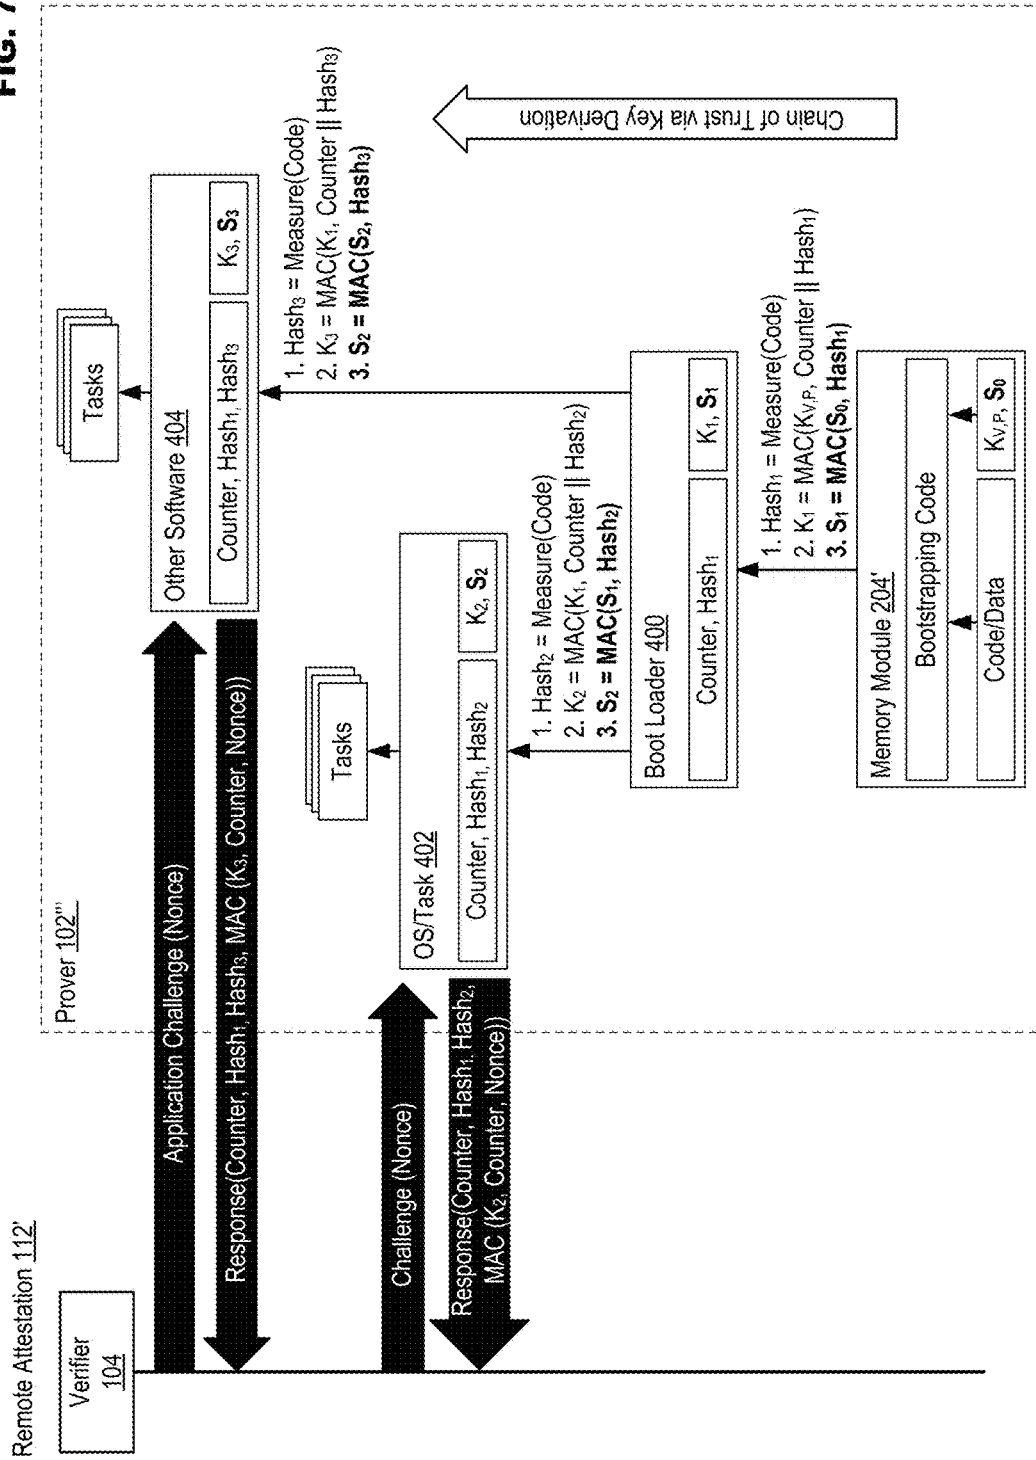 FIG. 7
Remote Attestation 112'
Verifier
104
Prover 102'''
Application Challenge (Nonce)
Response(Counter, Hash1, Hash3, MAC (K3, Counter, Nonce))
Tasks
Other Software 404
Counter, Hash1, Hash3
K3, S3
1. Hash3 = Measure(Code)
2. K3 = MAC(K1, Counter || Hash3)
3. S2 = MAC(S2, Hash3)
Chain of Trust via Key Derivation
Challenge (Nonce)
Response(Counter, Hash1, Hash2,
MAC (K2, Counter, Nonce))
Tasks
OS/Task 402
Counter, Hash1, Hash2
K2, S2
1. Hash2 = Measure(Code)
2. K2 = MAC(K1, Counter || Hash2)
3. S2 = MAC(S1, Hash2)
Boot Loader 400
Counter, Hash1
K1, S1
1. Hash1 = Measure(Code)
2. K1 = MAC(KV,P, Counter || Hash1)
3. S1 = MAC(S0, Hash1)
Memory Module 204'
Bootstrapping Code
Code/Data
KV,P, S0